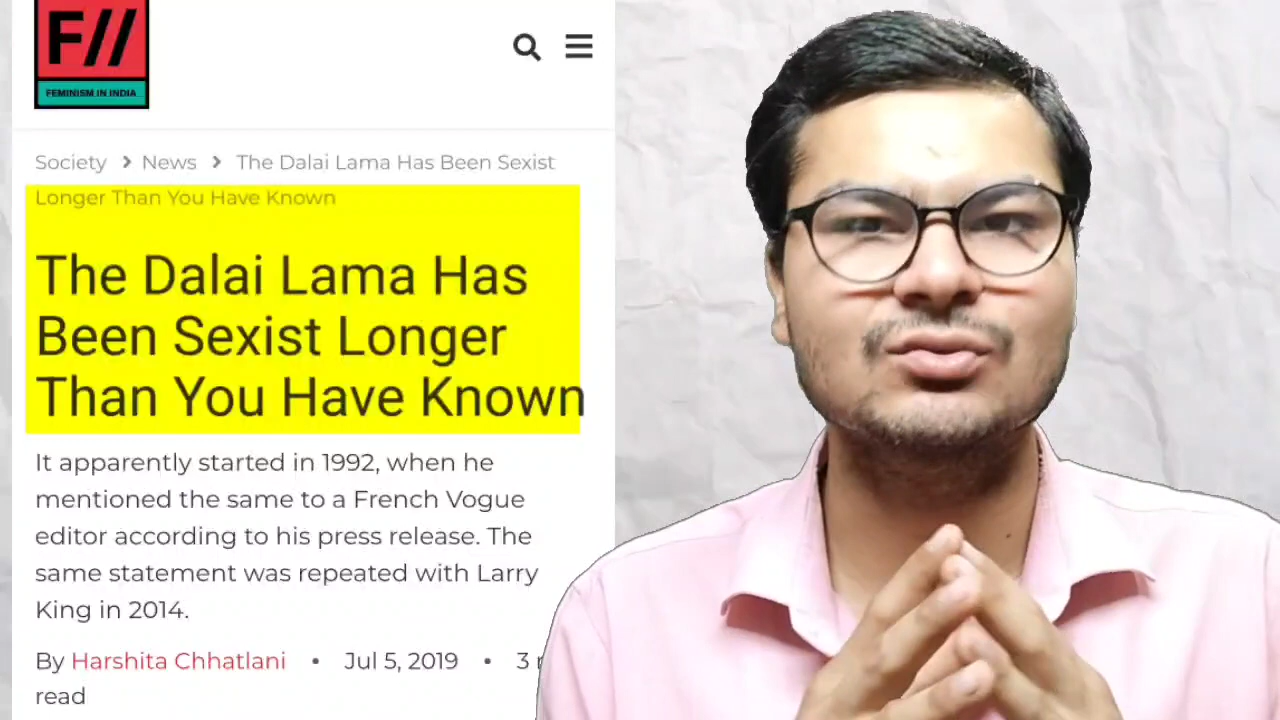 F//
FEMINISM IN INDIA
Society > News > The Dalai Lama Has Been Sexist
Longer Than You Have Known
The Dalai Lama Has
Been Sexist Longer
Than You Have Known
It apparently started in 1992, when he
mentioned the same to a French Vogue
editor according to his press release. The
same statement was repeated with Larry
King in 2014.
By Harshita Chhatlani • Jul 5, 2019 • 3
read